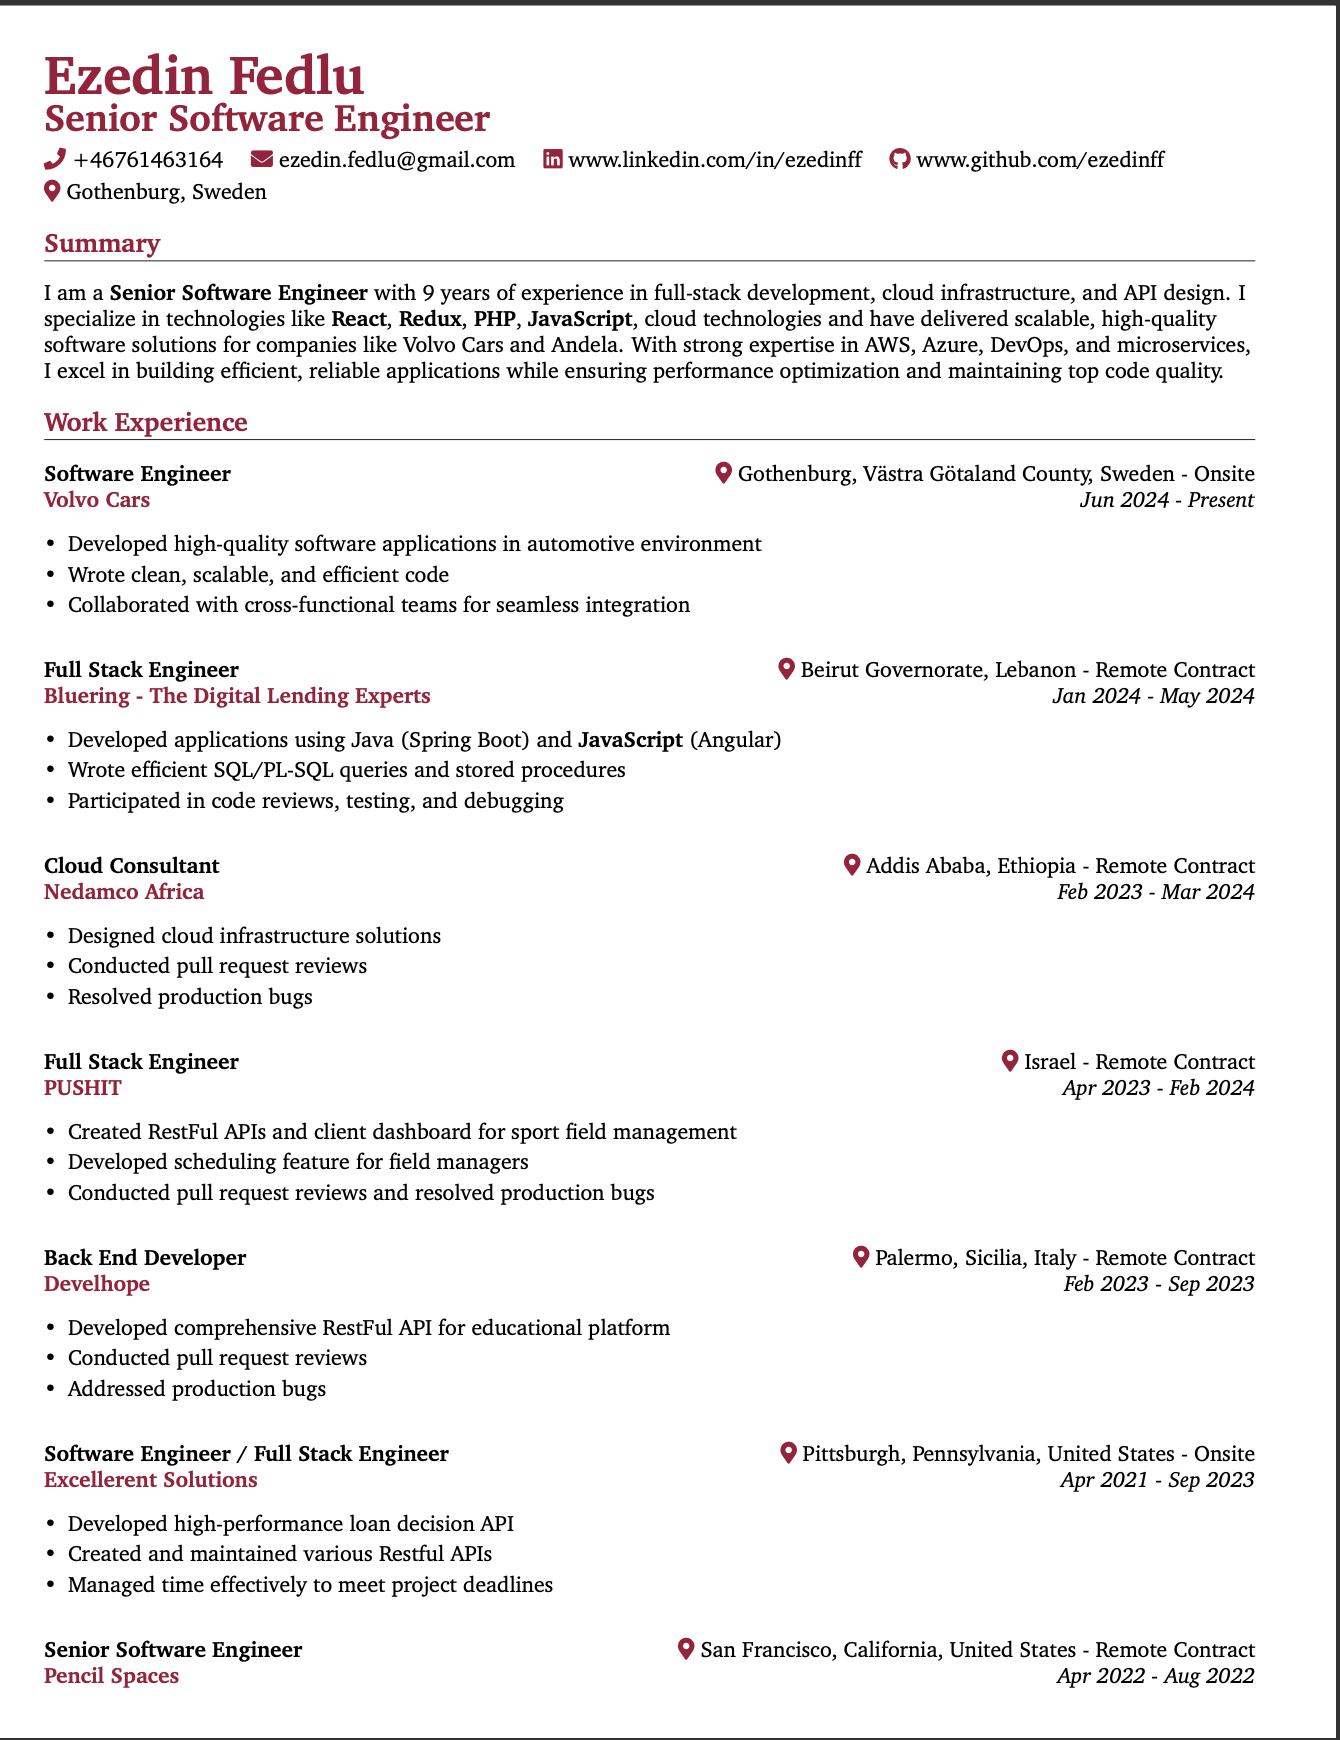 Ezedin Fedlu
Senior Software Engineer
+46761463164 ezedin.fedlu@gmail.com www.linkedin.com/in/ezedinff www.github.com/ezedinff
Gothenburg, Sweden
Summary
I am a Senior Software Engineer with 9 years of experience in full-stack development, cloud infrastructure, and API design. I
specialize in technologies like React, Redux, PHP, JavaScript, cloud technologies and have delivered scalable, high-quality
software solutions for companies like Volvo Cars and Andela. With strong expertise in AWS, Azure, DevOps, and microservices,
I excel in building efficient, reliable applications while ensuring performance optimization and maintaining top code quality.
Work Experience
Software Engineer Gothenburg, Västra Götaland County, Sweden - Onsite
Volvo Cars Jun 2024 - Present
• Developed high-quality software applications in automotive environment
• Wrote clean, scalable, and efficient code
• Collaborated with cross-functional teams for seamless integration
Full Stack Engineer Beirut Governorate, Lebanon - Remote Contract
Bluering - The Digital Lending Experts Jan 2024 - May 2024
• Developed applications using Java (Spring Boot) and JavaScript (Angular)
• Wrote efficient SQL/PL-SQL queries and stored procedures
• Participated in code reviews, testing, and debugging
Cloud Consultant Addis Ababa, Ethiopia - Remote Contract
Nedamco Africa Feb 2023 - Mar 2024
• Designed cloud infrastructure solutions
• Conducted pull request reviews
• Resolved production bugs
Full Stack Engineer Israel - Remote Contract
PUSHIT Apr 2023 - Feb 2024
• Created RestFul APIs and client dashboard for sport field management
• Developed scheduling feature for field managers
• Conducted pull request reviews and resolved production bugs
Back End Developer Palermo, Sicilia, Italy - Remote Contract
Develhope Feb 2023 - Sep 2023
• Developed comprehensive RestFul API for educational platform
• Conducted pull request reviews
• Addressed production bugs
Software Engineer / Full Stack Engineer Pittsburgh, Pennsylvania, United States - Onsite
Excellerent Solutions Apr 2021 - Sep 2023
• Developed high-performance loan decision API
• Created and maintained various Restful APIs
• Managed time effectively to meet project deadlines
Senior Software Engineer San Francisco, California, United States - Remote Contract
Pencil Spaces Apr 2022 - Aug 2022